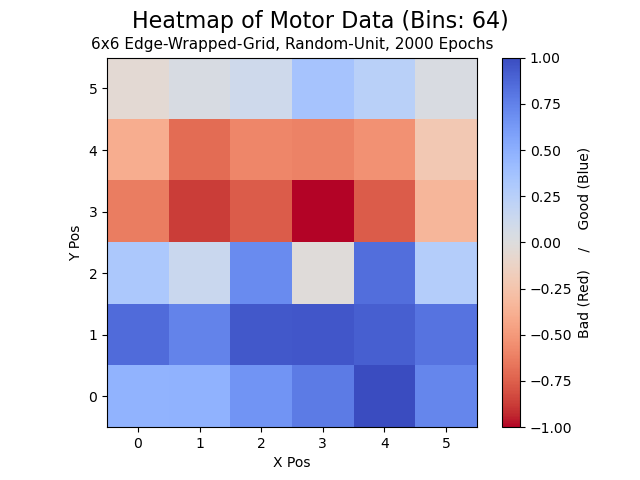 Heatmap of Motor Data (Bins: 64)
6x6 Edge-Wrapped-Grid, Random-Unit, 2000 Epochs
Y Pos
5
4
3
2
1
0
0 1 2 3 4 5
X Pos
1.00
0.75
0.50
0.25
0.00
−0.25
−0.50
−0.75
−1.00
Bad (Red) / Good (Blue)